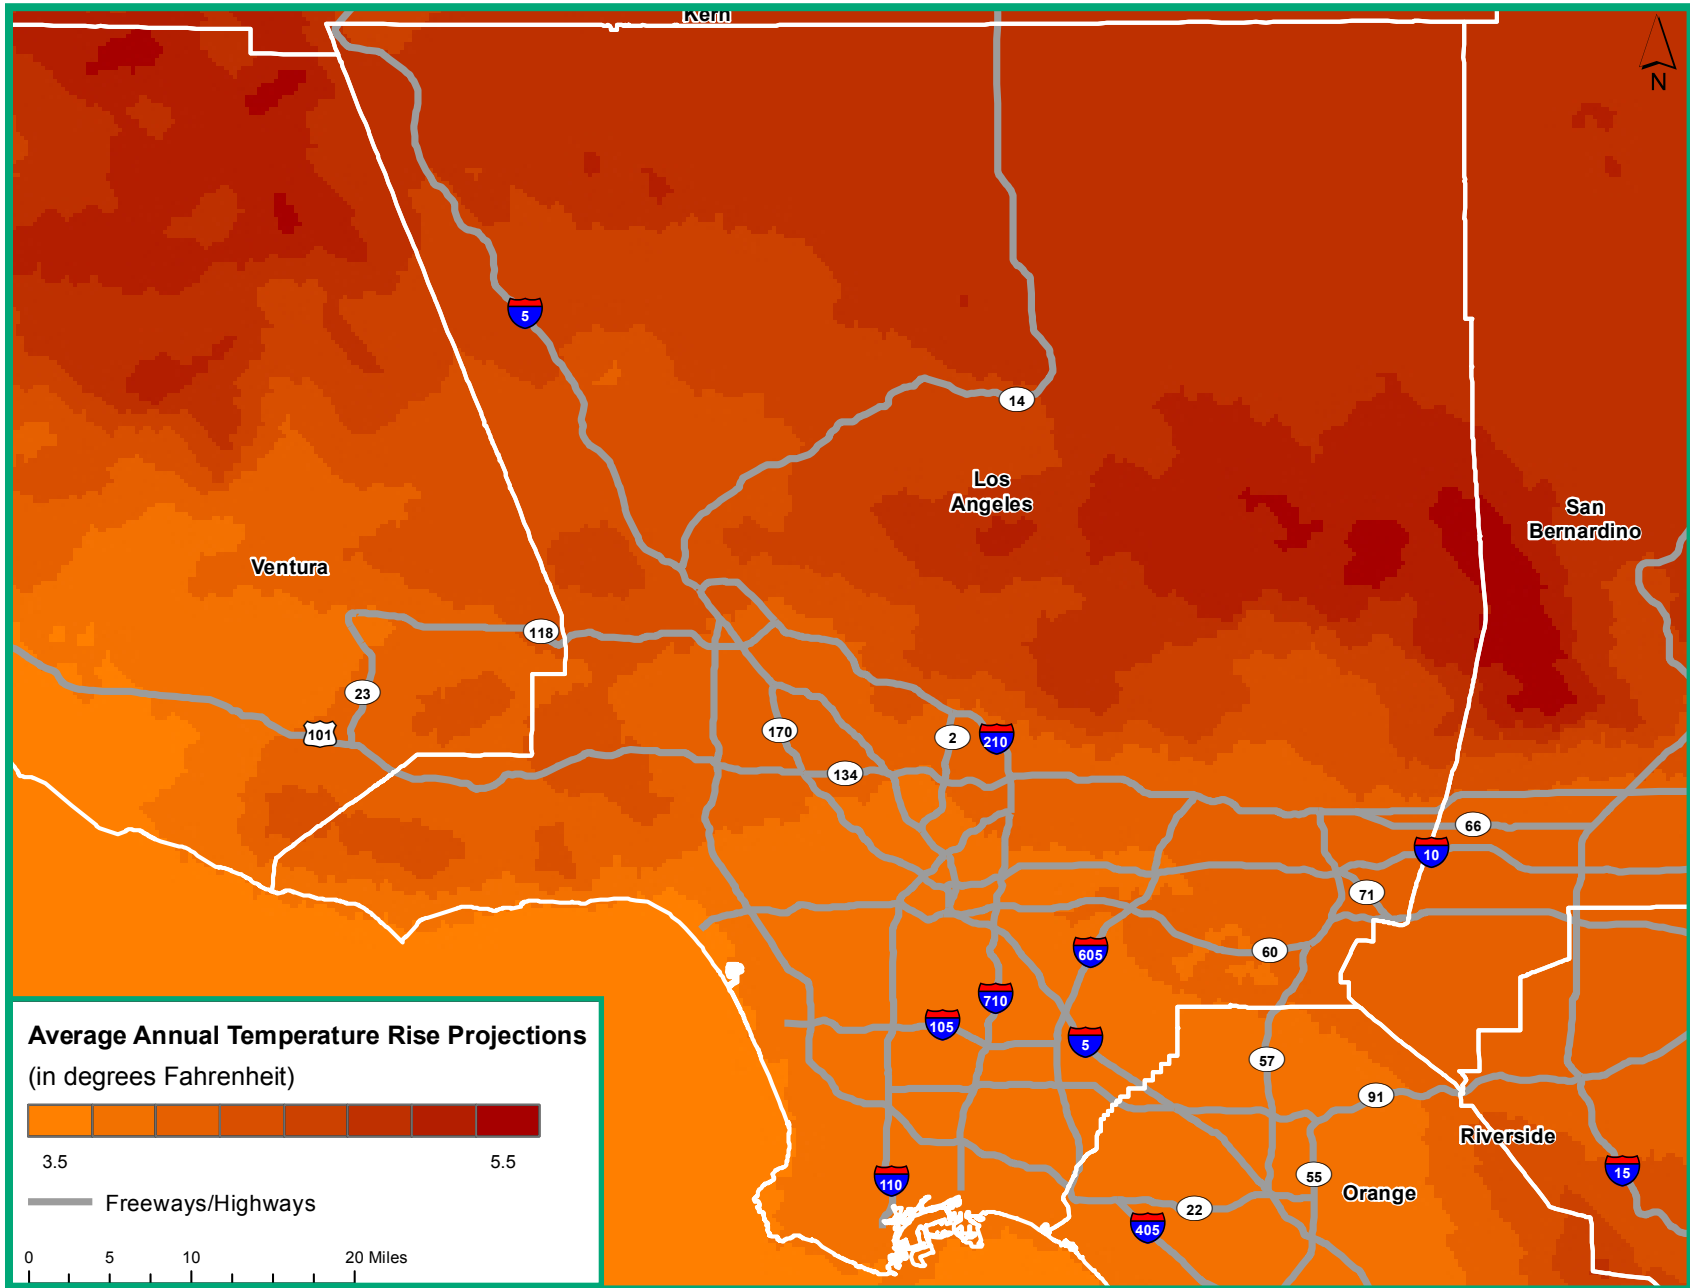 Kern
N
5
14
Los
Angeles
San
Bernardino
Ventura
118
23
101
170
2
210
134
66
10
71
60
605
710
105
5
57
91
Riverside
55
15
110
Orange
22
405
Average Annual Temperature Rise Projections
(in degrees Fahrenheit)
3.5 5.5
Freeways/Highways
0 5 10 20 Miles